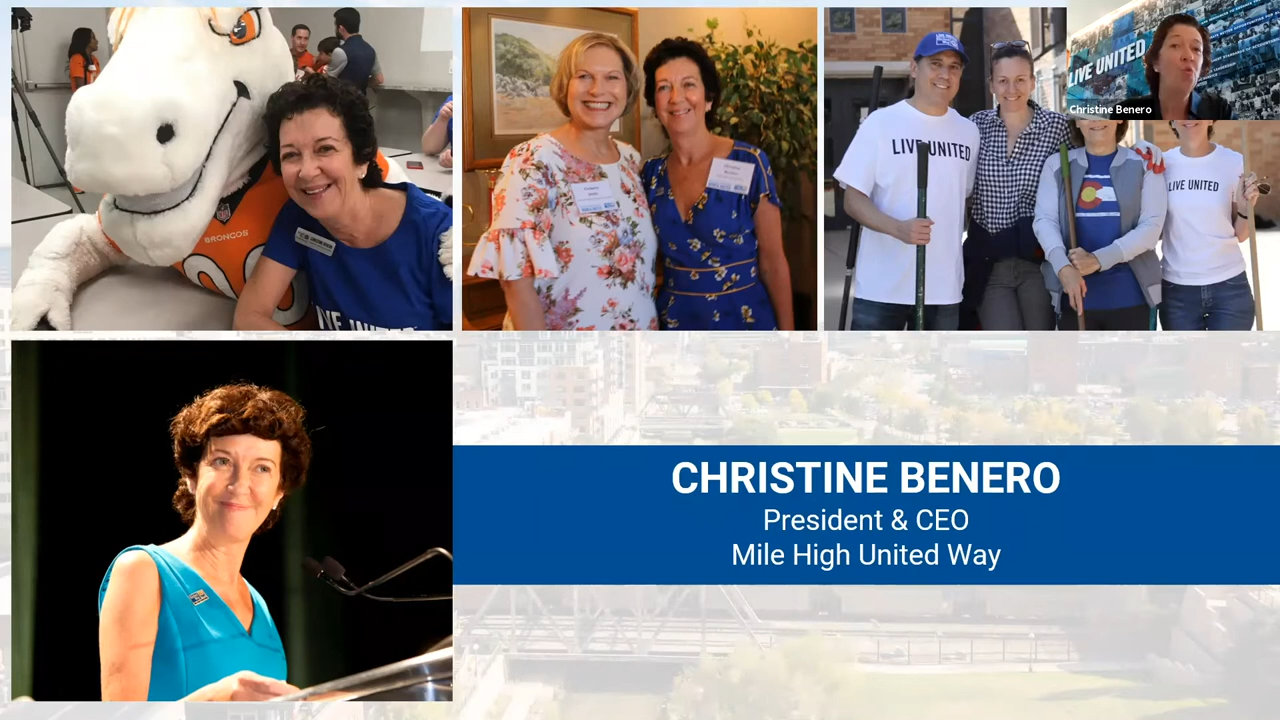 LIVE UNITED
Christine Benero
BRONCOS
NFL
LIVE UNITED
LIVE UNITED
LIVE UNITED
CHRISTINE BENERO
President & CEO
Mile High United Way